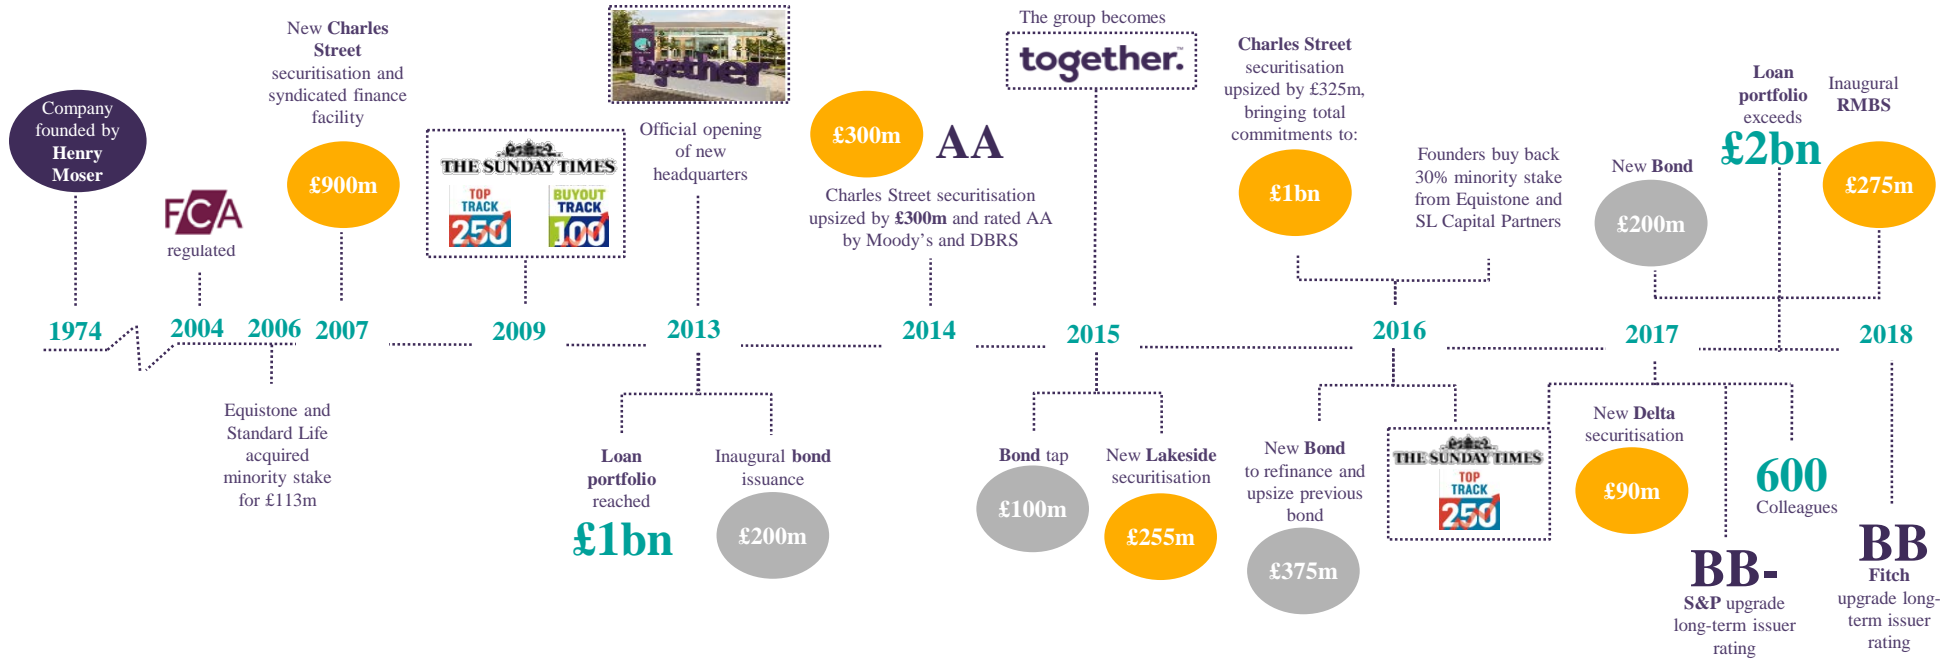 Company
founded by
Henry
Moser
1974
FCA
regulated
2004
2006
Equistone and
Standard Life
acquired
minority stake
for £113m
New Charles
Street
securitisation and
syndicated finance
facility
£900m
2007
THE SUNDAY TIMES
TOP
TRACK
250
BUYOUT
TRACK
100
2009
together
Official opening
of new
headquarters
2013
Loan
portfolio
reached
£1bn
Inaugural bond
issuance
£200m
£300m
AA
Charles Street securitisation
upsized by £300m and rated AA
by Moody's and DBRS
2014
The group becomes
together.™
2015
Bond tap
£100m
New Lakeside
securitisation
£255m
Charles Street
securitisation
upsized by £325m,
bringing total
commitments to:
£1bn
Founders buy back
30% minority stake
from Equistone and
SL Capital Partners
2016
New Bond
to refinance and
upsize previous
bond
£375m
THE SUNDAY TIMES
TOP
TRACK
250
New Bond
£200m
Loan
portfolio
exceeds
£2bn
Inaugural
RMBS
£275m
2017
New Delta
securitisation
£90m
BB-
S&P upgrade
long-term issuer
rating
600
Colleagues
2018
BB
Fitch
upgrade long-
term issuer
rating